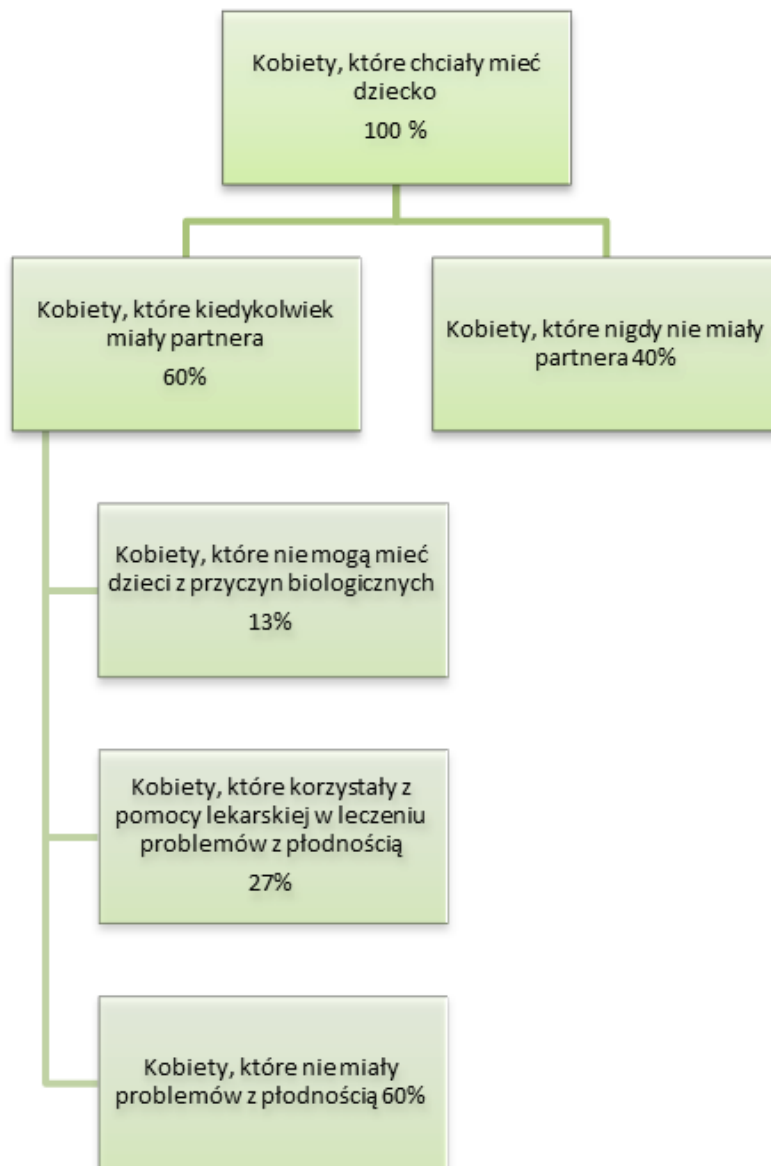 Kobiety, które chciały mieć
dziecko
100 %
Kobiety, które kiedykolwiek
miały partnera
60%
Kobiety, które nigdy nie miały
partnera 40%
Kobiety, które nie mogą mieć
dzieci z przyczyn biologicznych
13%
Kobiety, które korzystały z
pomocy lekarskiej w leczeniu
problemów z płodnością
27%
Kobiety, które nie miały
problemów z płodnością 60%